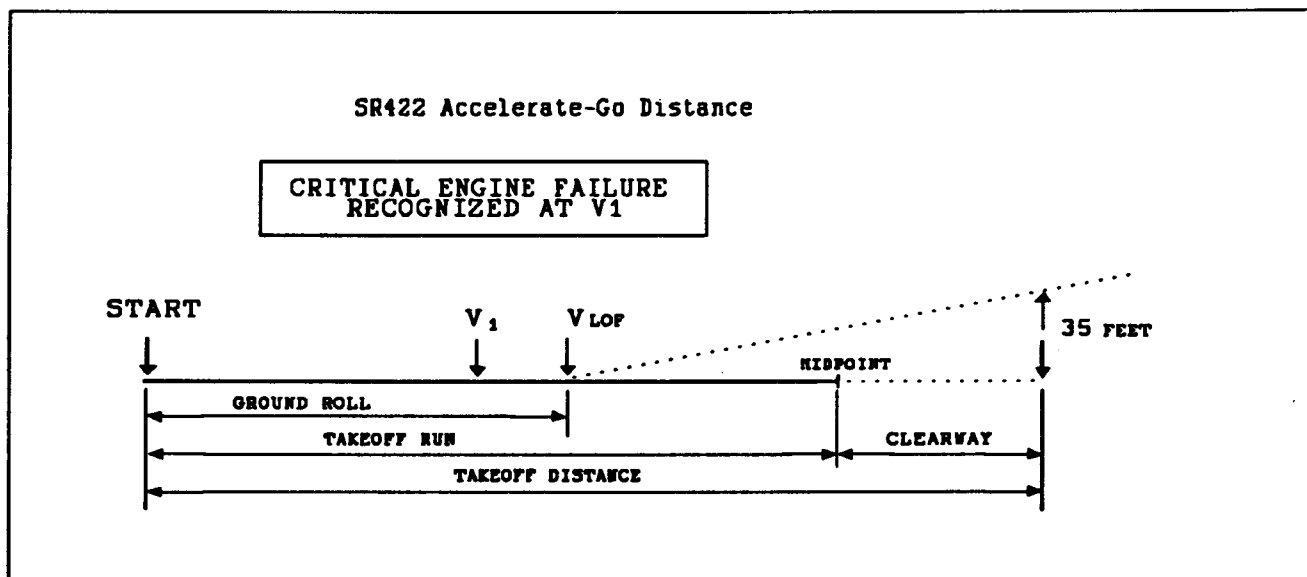 SR422 Accelerate-Go Distance
CRITICAL ENGINE FAILURE
RECOGNIZED AT V1
START
V1
VLOF
35 FEET
MIDPOINT
GROUND ROLL
TAKEOFF RUN
CLEARWAY
TAKEOFF DISTANCE